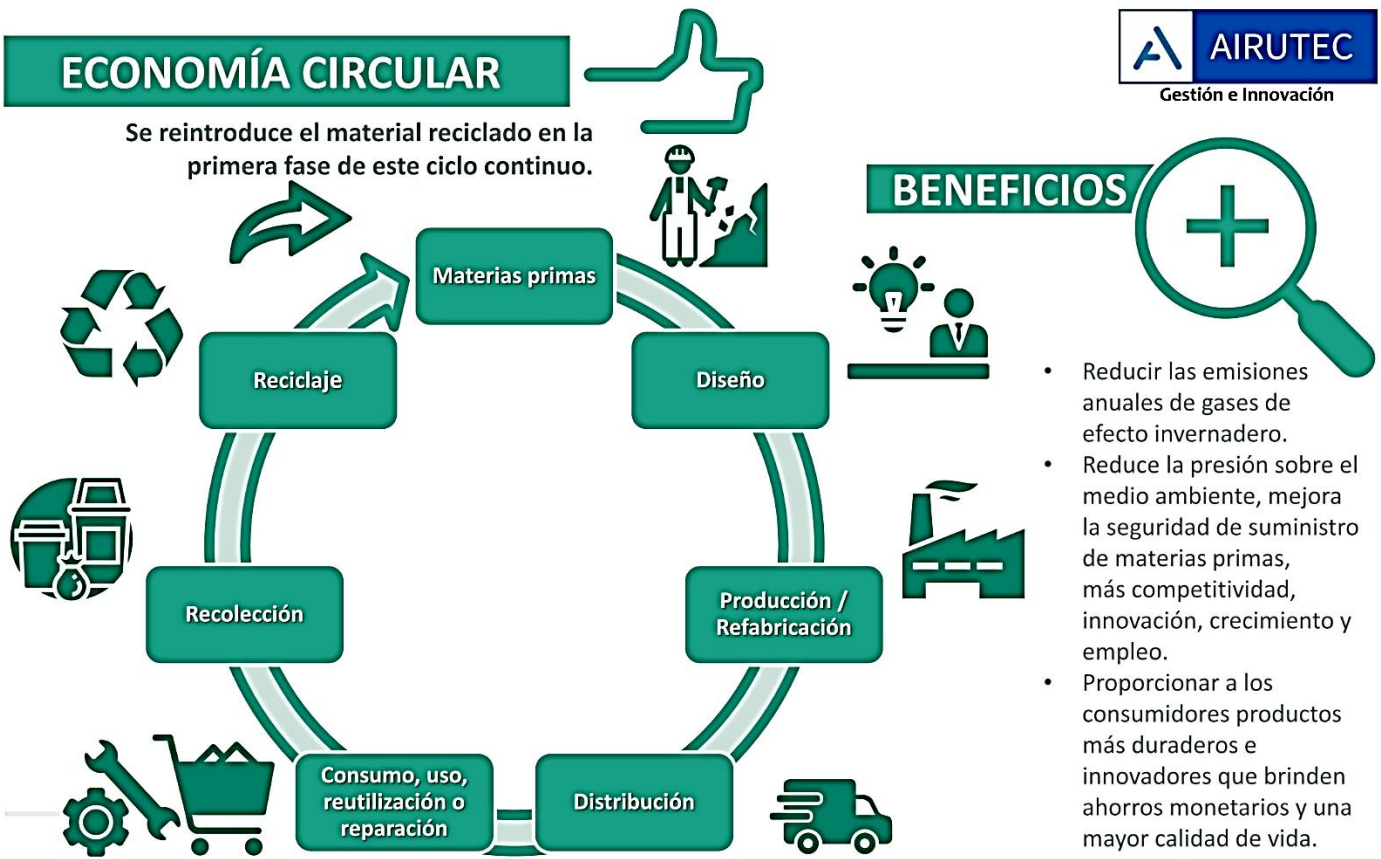 ECONOMÍA CIRCULAR
Se reintroduce el material reciclado en la
primera fase de este ciclo continuo.
AIRUTEC
Gestión e Innovación
BENEFICIOS
Materias primas
Diseño
Producción /
Refabricación
Distribución
Consumo, uso,
reutilización o
reparación
Recolección
Reciclaje
• Reducir las emisiones
anuales de gases de
efecto invernadero.
• Reduce la presión sobre el
medio ambiente, mejora
la seguridad de suministro
de materias primas,
más competitividad,
innovación, crecimiento y
empleo.
• Proporcionar a los
consumidores productos
más duraderos e
innovadores que brinden
ahorros monetarios y una
mayor calidad de vida.